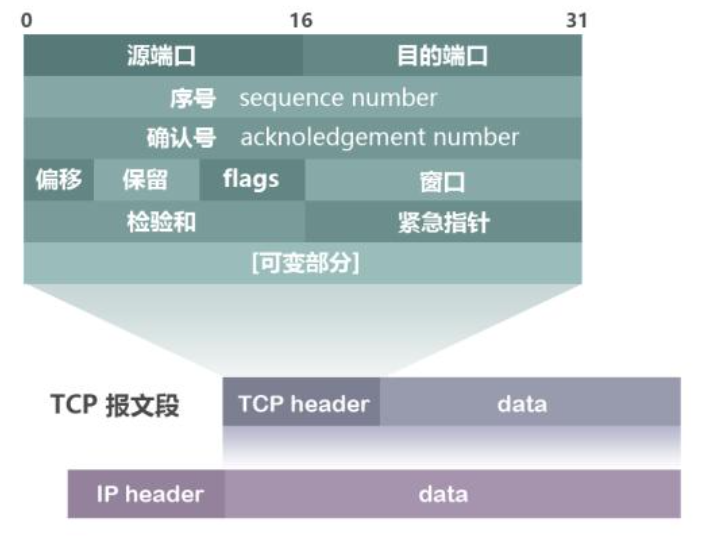 0 16 31
源端口 目的端口
序号 sequence number
确认号 acknoledgement number
偏移 保留 flags 窗口
检验和 紧急指针
[可变部分]
TCP 报文段 TCP header data
IP header data